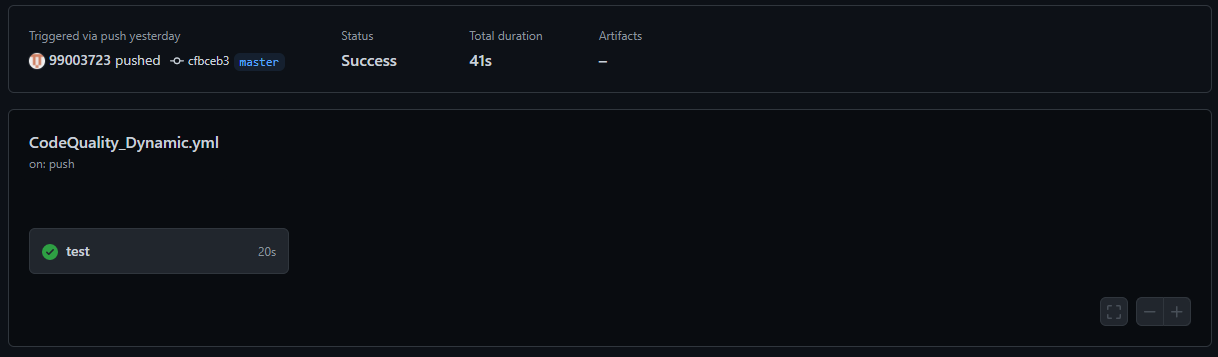 Triggered via push yesterday
99003723 pushed cfbceb3 master
Status
Success
Total duration
41s
Artifacts
–
CodeQuality_Dynamic.yml
on: push
test 20s